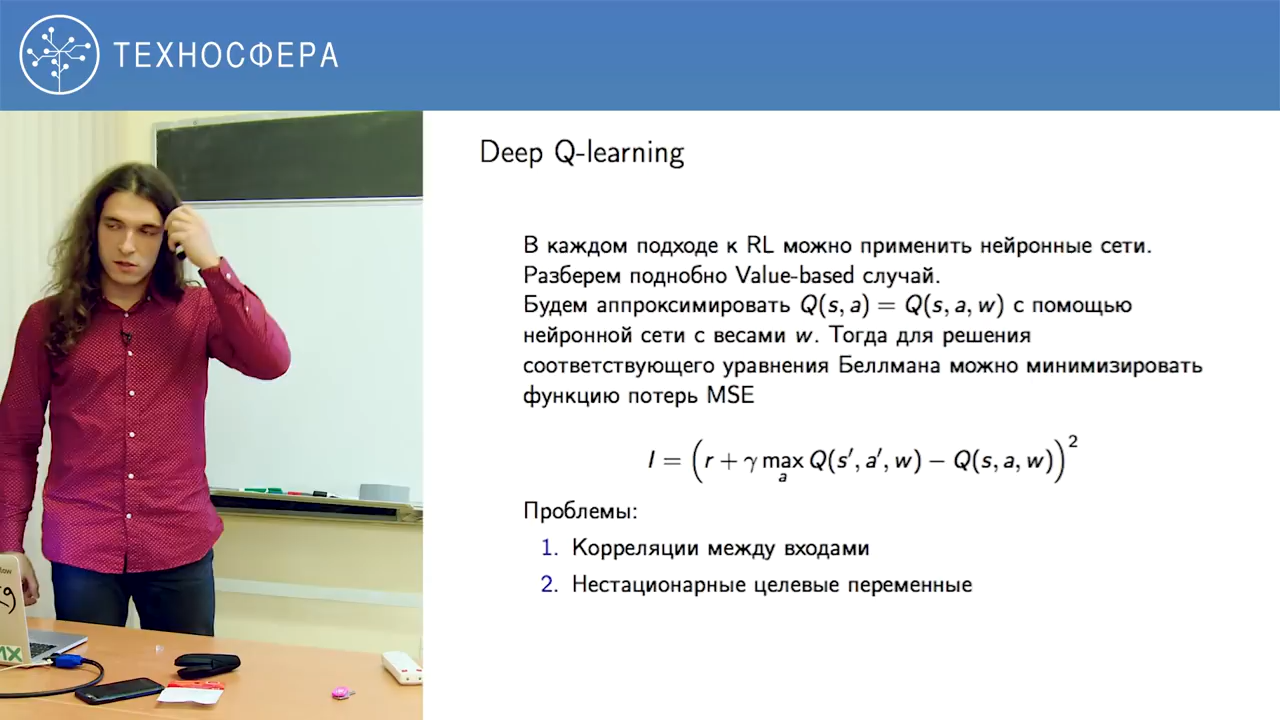 ТЕХНОСФЕРА
Deep Q-learning
В каждом подходе к RL можно применить нейронные сети.
Разберем поднобно Value-based случай.
Будем аппроксимировать Q(s, a) = Q(s, a, w) с помощью
нейронной сети с весами w. Тогда для решения
соответствующего уравнения Беллмана можно минимизировать
функцию потерь MSE
l = (r + γ max_a Q(s′, a′, w) − Q(s, a, w))²
Проблемы:
1. Корреляции между входами
2. Нестационарные целевые переменные